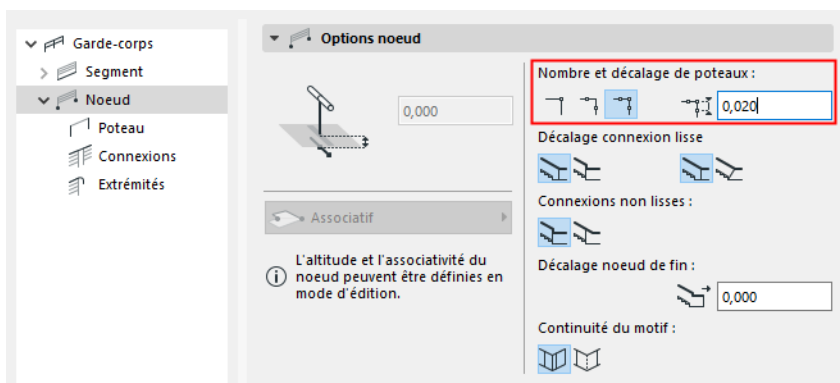 Garde-corps
Segment
Noeud
Poteau
Connexions
Extrémités
Options noeud
0,000
Associatif
L'altitude et l'associativité du
noeud peuvent être définies en
mode d'édition.
Nombre et décalage de poteaux :
0,020
Décalage connexion lisse
Connexions non lisses :
Décalage noeud de fin :
0,000
Continuité du motif :